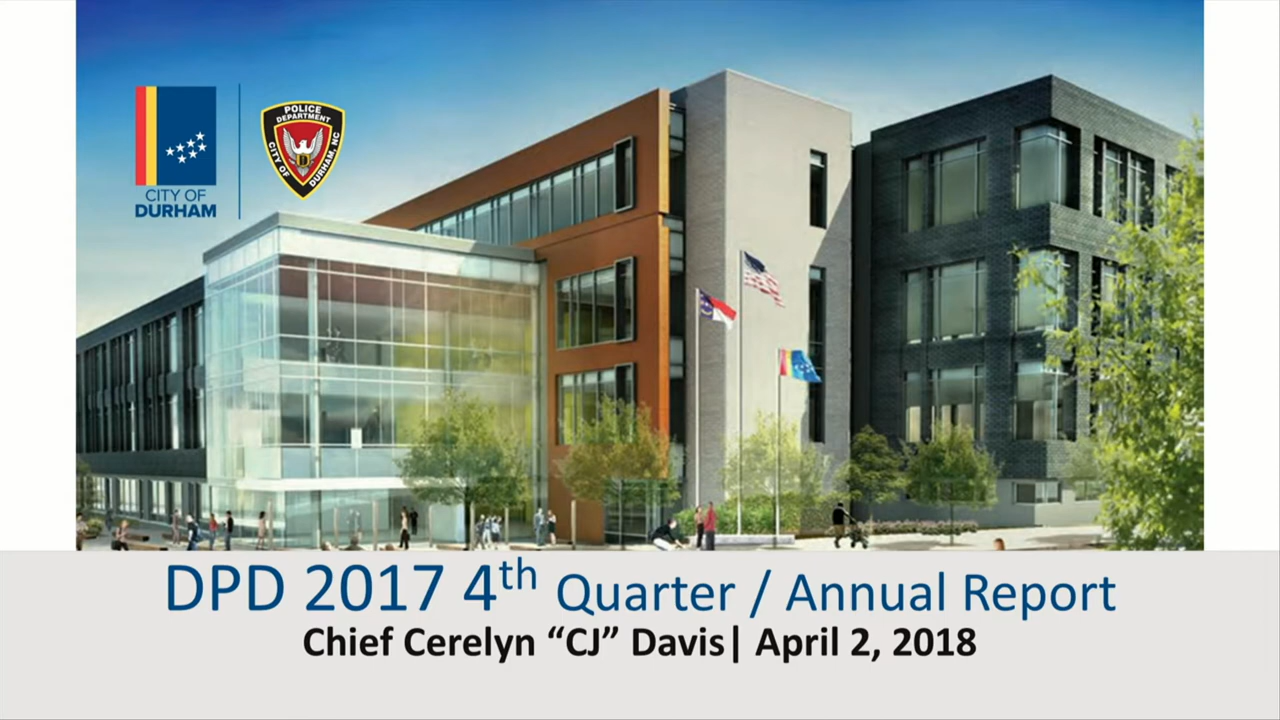 CITY OF
DURHAM
POLICE
DEPARTMENT
CITY OF
DURHAM, NC
D
DPD 2017 4th Quarter / Annual Report
Chief Cerelyn “CJ” Davis| April 2, 2018